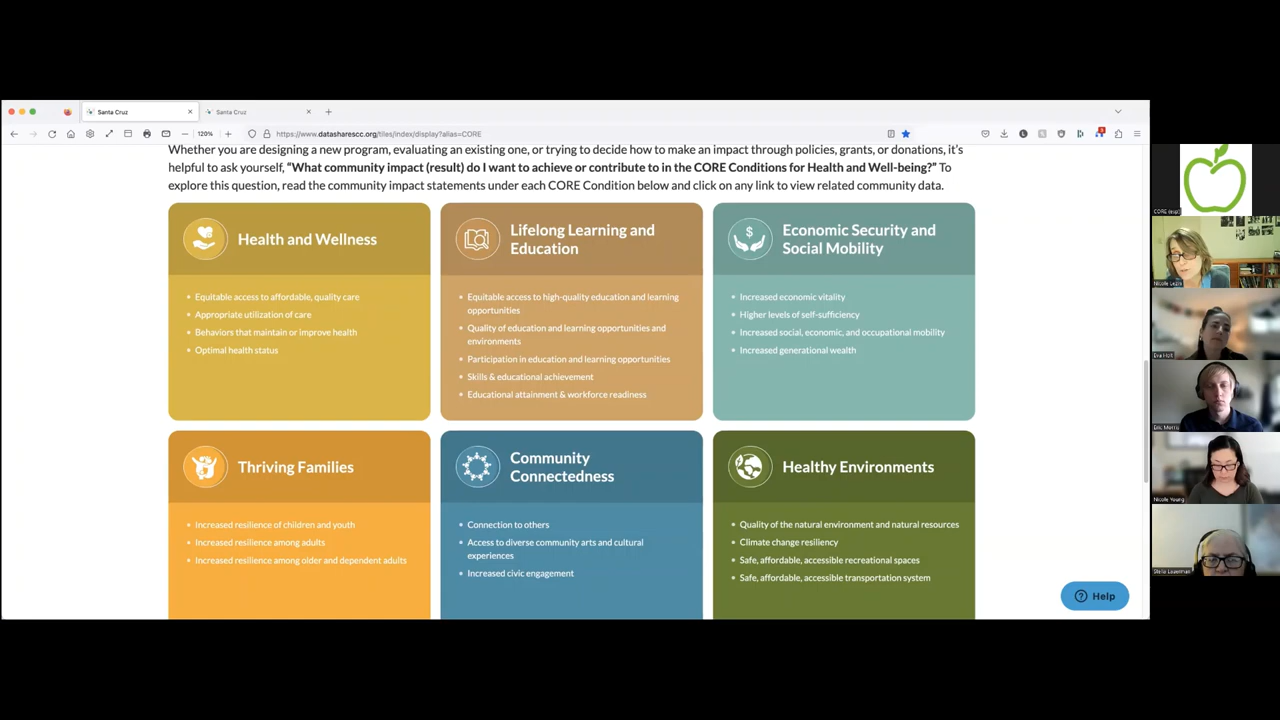 Santa Cruz
Santa Cruz
120%
https://www.datasharescc.org/tiles/index/display?alias=CORE
Whether you are designing a new program, evaluating an existing one, or trying to decide how to make an impact through policies, grants, or donations, it's
helpful to ask yourself, “What community impact (result) do I want to achieve or contribute to in the CORE Conditions for Health and Well-being?” To
explore this question, read the community impact statements under each CORE Condition below and click on any link to view related community data.
Health and Wellness
Equitable access to affordable, quality care
Appropriate utilization of care
Behaviors that maintain or improve health
Optimal health status
Lifelong Learning and
Education
Equitable access to high-quality education and learning
opportunities
Quality of education and learning opportunities and
environments
Participation in education and learning opportunities
Skills & educational achievement
Educational attainment & workforce readiness
Economic Security and
Social Mobility
Increased economic vitality
Higher levels of self-sufficiency
Increased social, economic, and occupational mobility
Increased generational wealth
Thriving Families
Increased resilience of children and youth
Increased resilience among adults
Increased resilience among older and dependent adults
Community
Connectedness
Connection to others
Access to diverse community arts and cultural
experiences
Increased civic engagement
Healthy Environments
Quality of the natural environment and natural resources
Climate change resiliency
Safe, affordable, accessible recreational spaces
Safe, affordable, accessible transportation system
Help
CORE
Nicole
Eva Holt
Eric Morris
Nicole Young
Stella